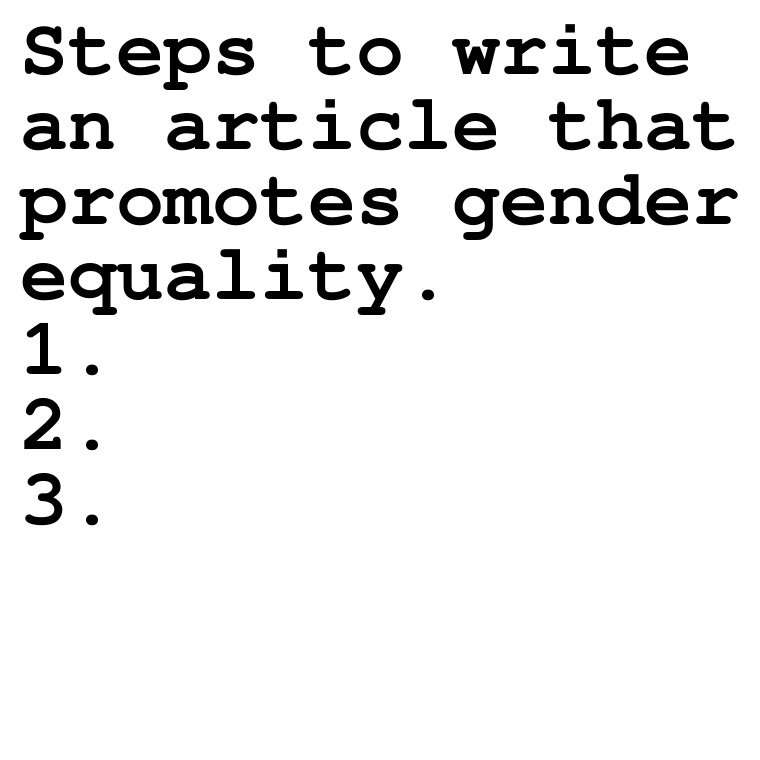 Steps to write
an article that
promotes gender
equality.
1.
2.
3.